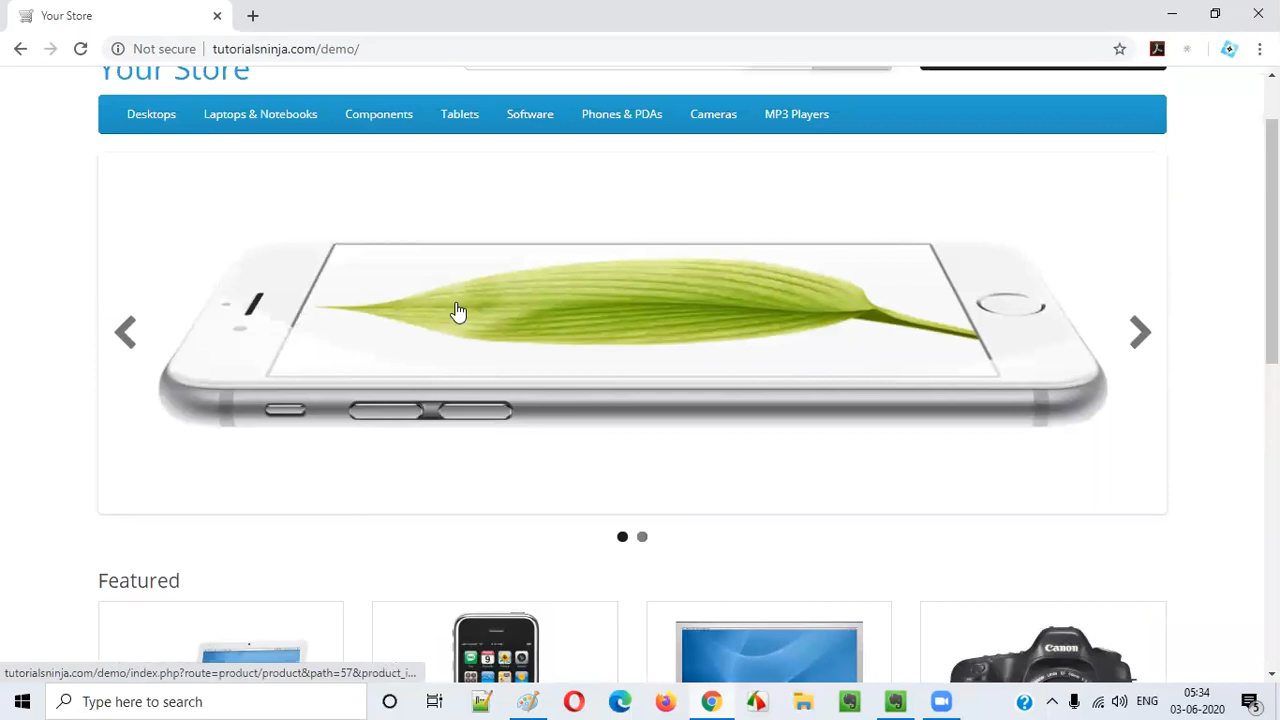 Your Store
Not secure
tutorialsninja.com/demo/
Your Store
Desktops
Laptops & Notebooks
Components
Tablets
Software
Phones & PDAs
Cameras
MP3 Players
Featured
Canon
tutorialsninja.com/demo/index.php?route=product/product&path=57&product_i...
Type here to search
ENG
05:34
03-06-2020
5